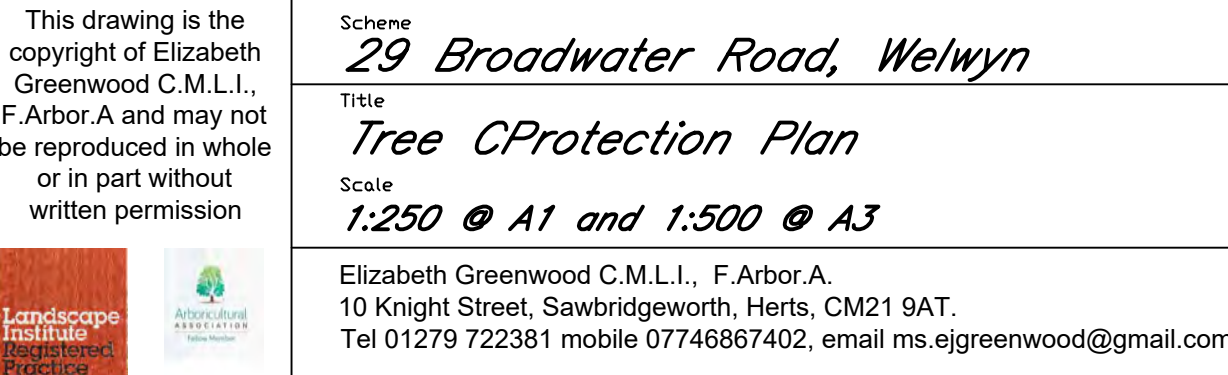 This drawing is the
copyright of Elizabeth
Greenwood C.M.L.I.,
F.Arbor.A and may not
be reproduced in whole
or in part without
written permission
Landscape
Institute
Registered
Practice
Arboricultural
ASSOCIATION
Fellow Member
Scheme
29 Broadwater Road, Welwyn
Title
Tree CProtection Plan
Scale
1:250 @ A1 and 1:500 @ A3
Elizabeth Greenwood C.M.L.I., F.Arbor.A.
10 Knight Street, Sawbridgeworth, Herts, CM21 9AT.
Tel 01279 722381 mobile 07746867402, email ms.ejgreenwood@gmail.com